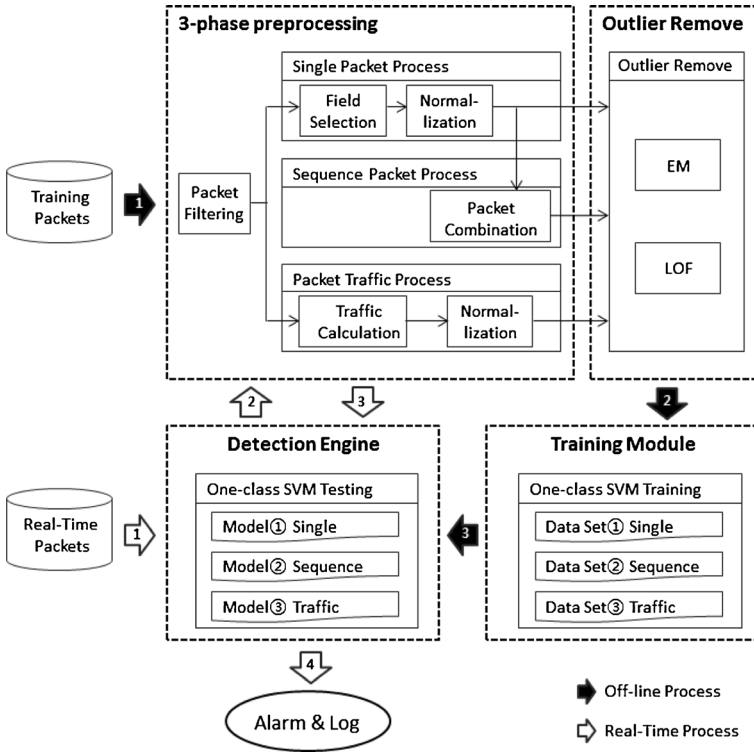 3-phase preprocessing
Outlier Remove
Single Packet Process
Field
Selection
Normal-
lization
Outlier Remove
EM
LOF
Sequence Packet Process
Packet
Combination
Training
Packets
1
Packet
Filtering
Packet Traffic Process
Traffic
Calculation
Normal-
lization
2
3
2
Detection Engine
Training Module
One-class SVM Testing
Model① Single
Model② Sequence
Model③ Traffic
One-class SVM Training
Data Set① Single
Data Set② Sequence
Data Set③ Traffic
Real-Time
Packets
1
3
4
Alarm & Log
Off-line Process
Real-Time Process